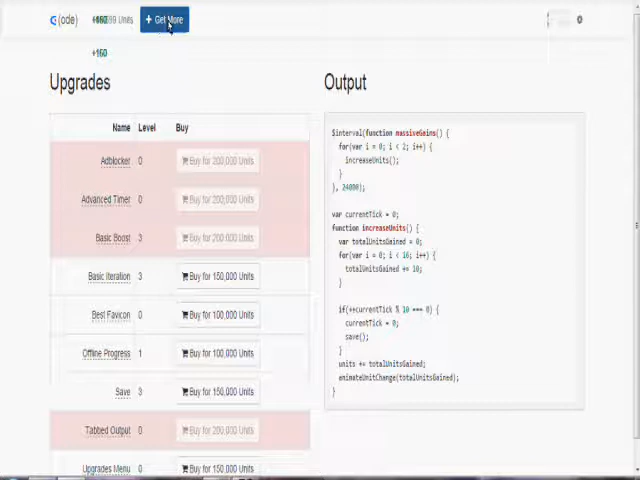 (ode) Units + Get More
+160
Upgrades
Output
Name Level Buy
Adblocker 0 Buy for 200,000 Units
Advanced Timer 0 Buy for 200,000 Units
Basic Boost 3 Buy for 200,000 Units
Basic Iteration 3 Buy for 150,000 Units
Best Favicon 0 Buy for 100,000 Units
Offline Progress 1 Buy for 100,000 Units
Save 3 Buy for 150,000 Units
Tabbed Output 0 Buy for 200,000 Units
Upgrades Menu 0 Buy for 150,000 Units
$interval(function massiveGains() {
for(var i = 0; i < 2; i++) {
increaseUnits();
}
}, 24000);
var currentTick = 0;
function increaseUnits() {
var totalUnitsGained = 0;
for(var i = 0; i < 16; i++) {
totalUnitsGained += 10;
}
if(++currentTick % 10 === 0) {
currentTick = 0;
save();
}
units += totalUnitsGained;
animateUnitChange(totalUnitsGained);
}